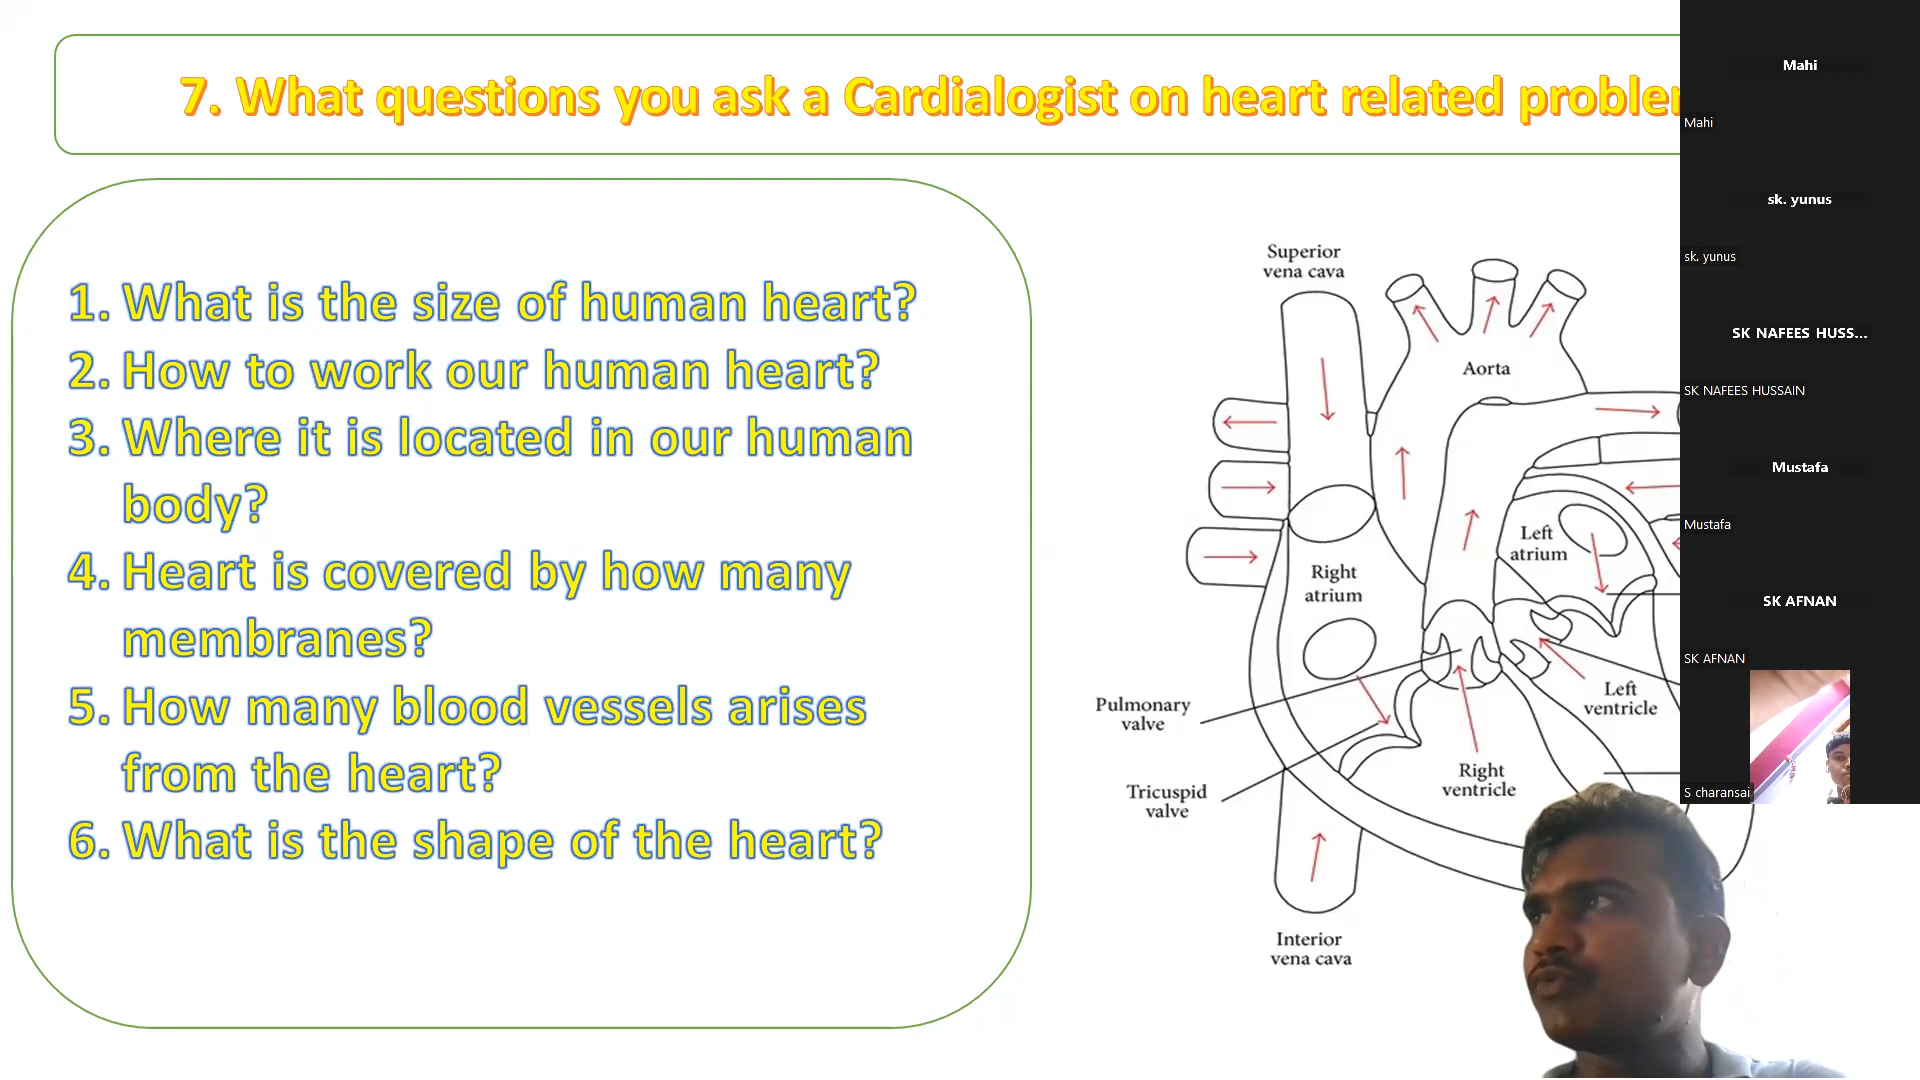 7. What questions you ask a Cardialogist on heart related
1. What is the size of human heart?
2. How to work our human heart?
3. Where it is located in our human
body?
4. Heart is covered by how many
membranes?
5. How many blood vessels arises
from the heart?
6. What is the shape of the heart?
Superior
vena cava
Aorta
Left
atrium
Right
atrium
Pulmonary
valve
Left
ventricle
Tricuspid
valve
Right
ventricle
Interior
vena cava
Mahi
Mahi
sk. yunus
sk. yunus
SK NAFEES HUSS...
SK NAFEES HUSSAIN
Mustafa
Mustafa
SK AFNAN
SK AFNAN
S charansai